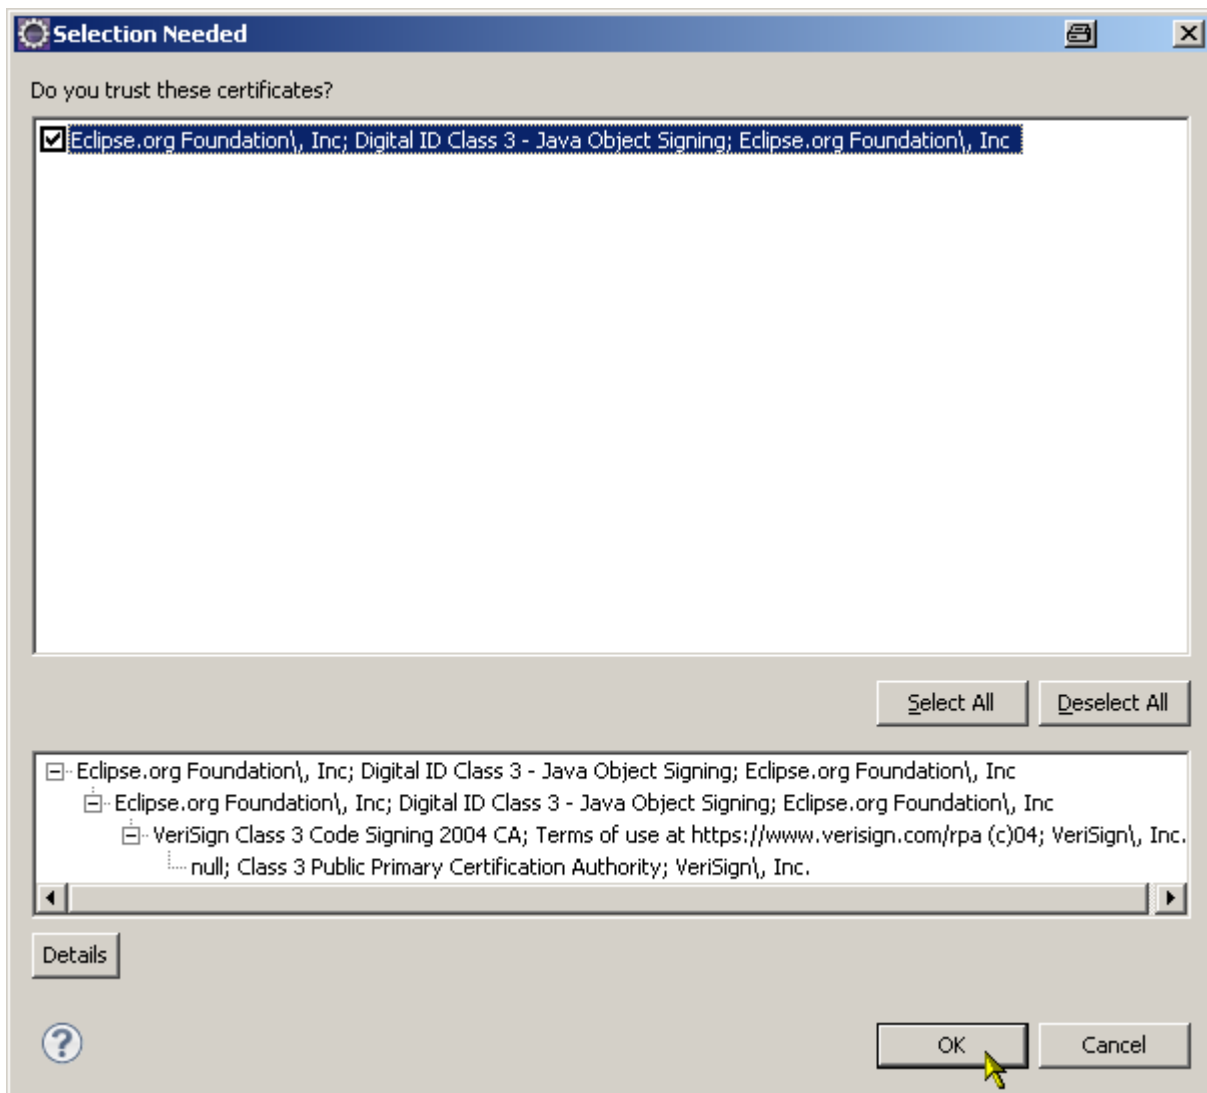 Selection Needed
Do you trust these certificates?
Eclipse.org Foundation\, Inc; Digital ID Class 3 - Java Object Signing; Eclipse.org Foundation\, Inc
Select All
Deselect All
Eclipse.org Foundation\, Inc; Digital ID Class 3 - Java Object Signing; Eclipse.org Foundation\, Inc
Eclipse.org Foundation\, Inc; Digital ID Class 3 - Java Object Signing; Eclipse.org Foundation\, Inc
VeriSign Class 3 Code Signing 2004 CA; Terms of use at https://www.verisign.com/rpa (c)04; VeriSign\, Inc.
null; Class 3 Public Primary Certification Authority; VeriSign\, Inc.
Details
?
OK
Cancel